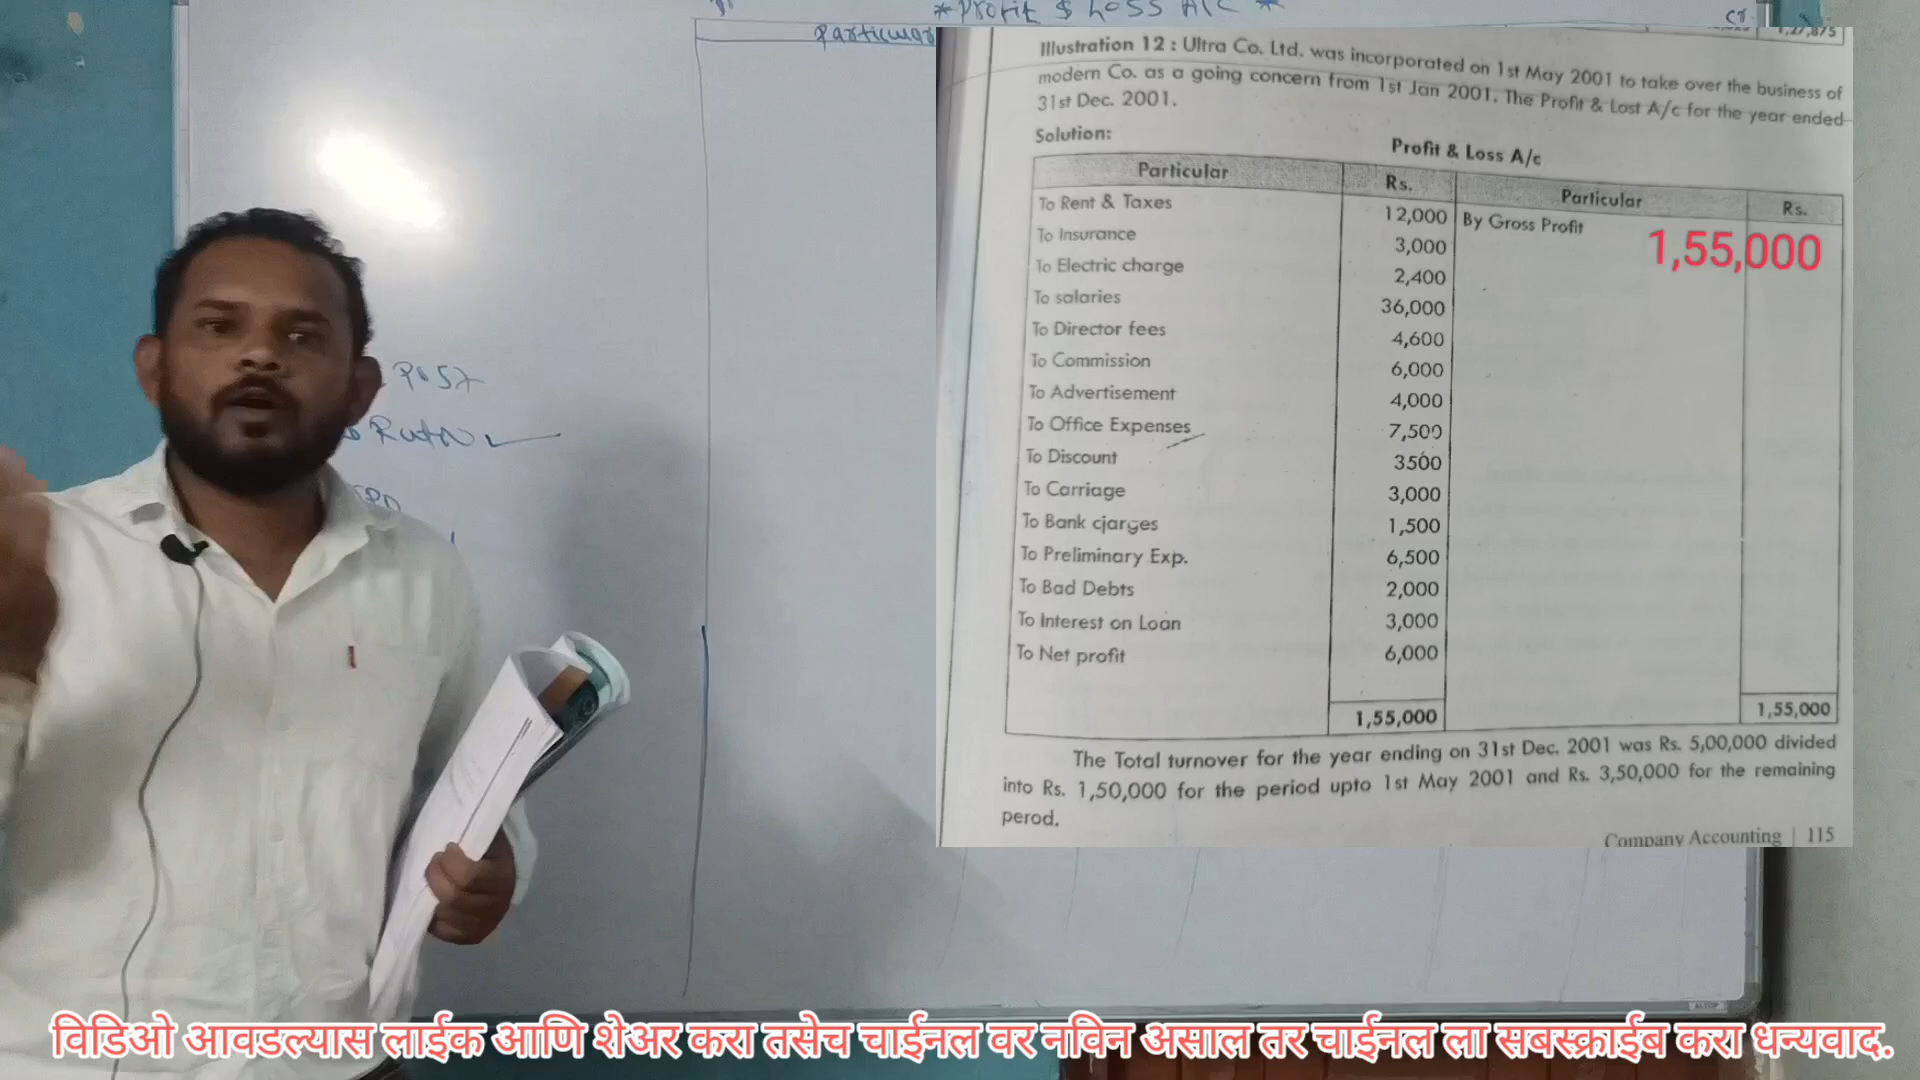 *Profit $ Loss A/C *
Particular
Post
Ratio
Illustration 12 : Ultra Co. Ltd. was incorporated on 1st May 2001 to take over the business of
modern Co. as a going concern from 1st Jan 2001. The Profit & Lost A/c for the year ended
31st Dec. 2001.
Solution:
Profit & Loss A/c
Particular Rs. Particular Rs.
To Rent & Taxes 12,000 By Gross Profit 1,55,000
To Insurance 3,000
To Electric charge 2,400
To salaries 36,000
To Director fees 4,600
To Commission 6,000
To Advertisement 4,000
To Office Expenses 7,500
To Discount 3500
To Carriage 3,000
To Bank cjarges 1,500
To Preliminary Exp. 6,500
To Bad Debts 2,000
To Interest on Loan 3,000
To Net profit 6,000
1,55,000 1,55,000
The Total turnover for the year ending on 31st Dec. 2001 was Rs. 5,00,000 divided
into Rs. 1,50,000 for the period upto 1st May 2001 and Rs. 3,50,000 for the remaining
perod.
Company Accounting | 115
विडिओ आवडल्यास लाईक आणि शेअर करा तसेच चाईनल वर नविन असाल तर चाईनल ला सबस्क्राईब करा धन्यवाद.